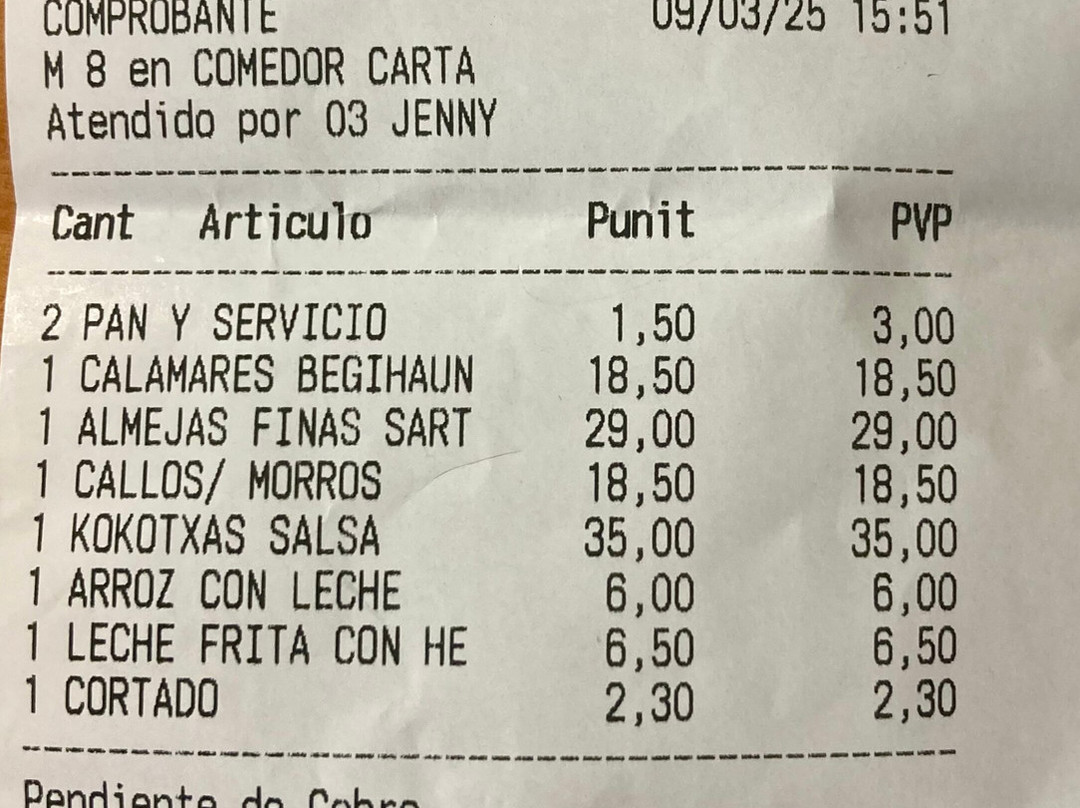 COMPROBANTE 09/03/25 15:51
M 8 en COMEDOR CARTA
Atendido por 03 JENNY
Cant Articulo Punit PVP
2 PAN Y SERVICIO 1,50 3,00
1 CALAMARES BEGIHAUN 18,50 18,50
1 ALMEJAS FINAS SART 29,00 29,00
1 CALLOS/ MORROS 18,50 18,50
1 KOKOTXAS SALSA 35,00 35,00
1 ARROZ CON LECHE 6,00 6,00
1 LECHE FRITA CON HE 6,50 6,50
1 CORTADO 2,30 2,30
Pendiente de Cobro